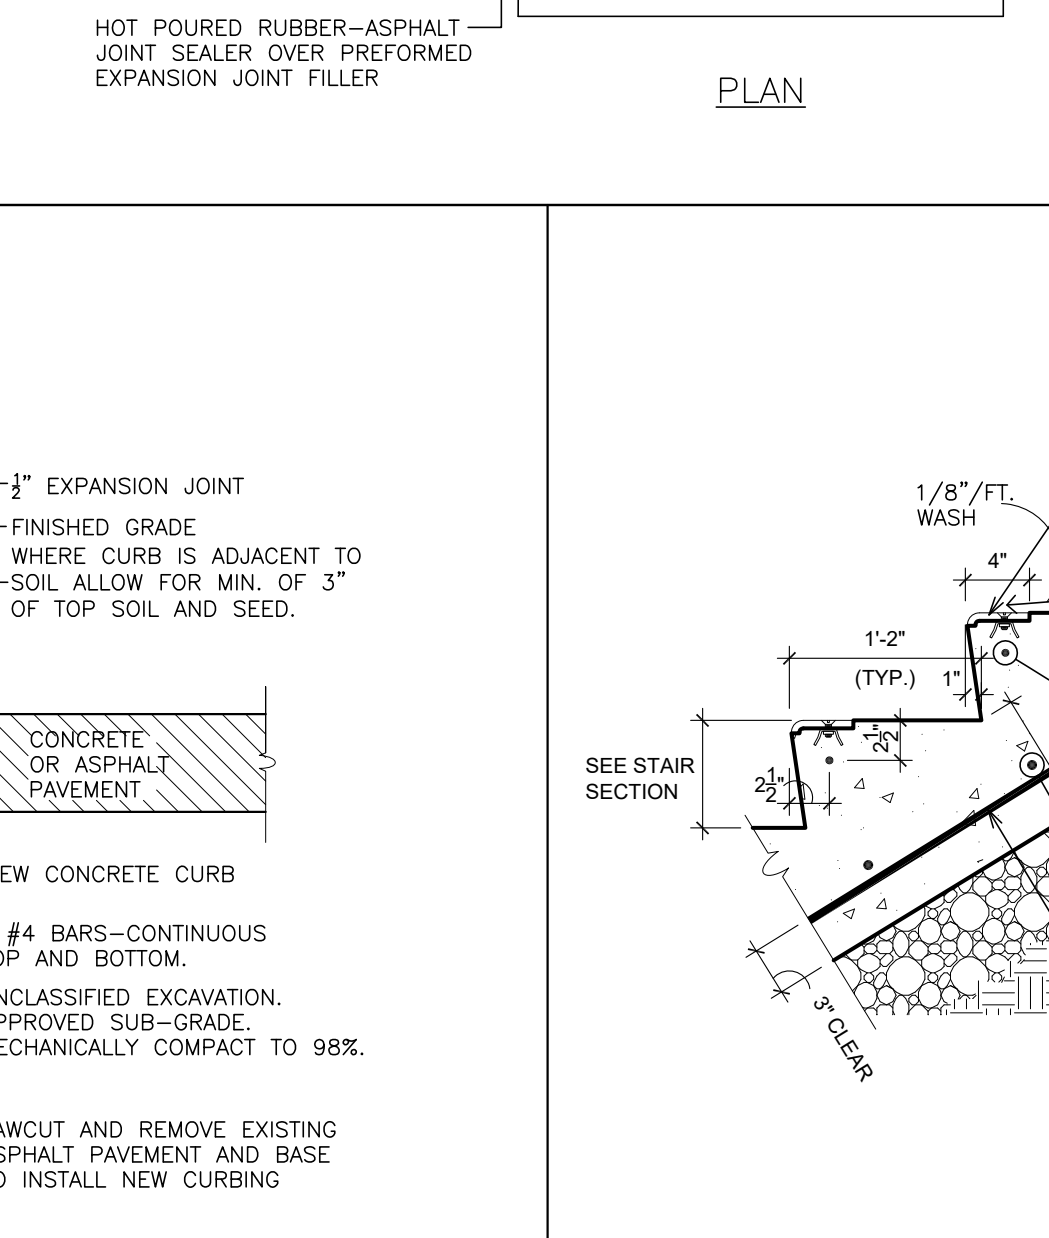 HOT POURED RUBBER-ASPHALT
JOINT SEALER OVER PREFORMED
EXPANSION JOINT FILLER
PLAN
1/2" EXPANSION JOINT
FINISHED GRADE
WHERE CURB IS ADJACENT TO
SOIL ALLOW FOR MIN. OF 3"
OF TOP SOIL AND SEED.
CONCRETE
OR ASPHALT
PAVEMENT
EW CONCRETE CURB
#4 BARS-CONTINUOUS
OP AND BOTTOM.
NCLASSIFIED EXCAVATION.
PPROVED SUB-GRADE.
ECHANICALLY COMPACT TO 98%.
AWCUT AND REMOVE EXISTING
SPHALT PAVEMENT AND BASE
O INSTALL NEW CURBING
1/8"/FT.
WASH
4"
1'-2"
(TYP.)
1"
2 1/2"
SEE STAIR
SECTION
2 1/2"
3" CLEAR